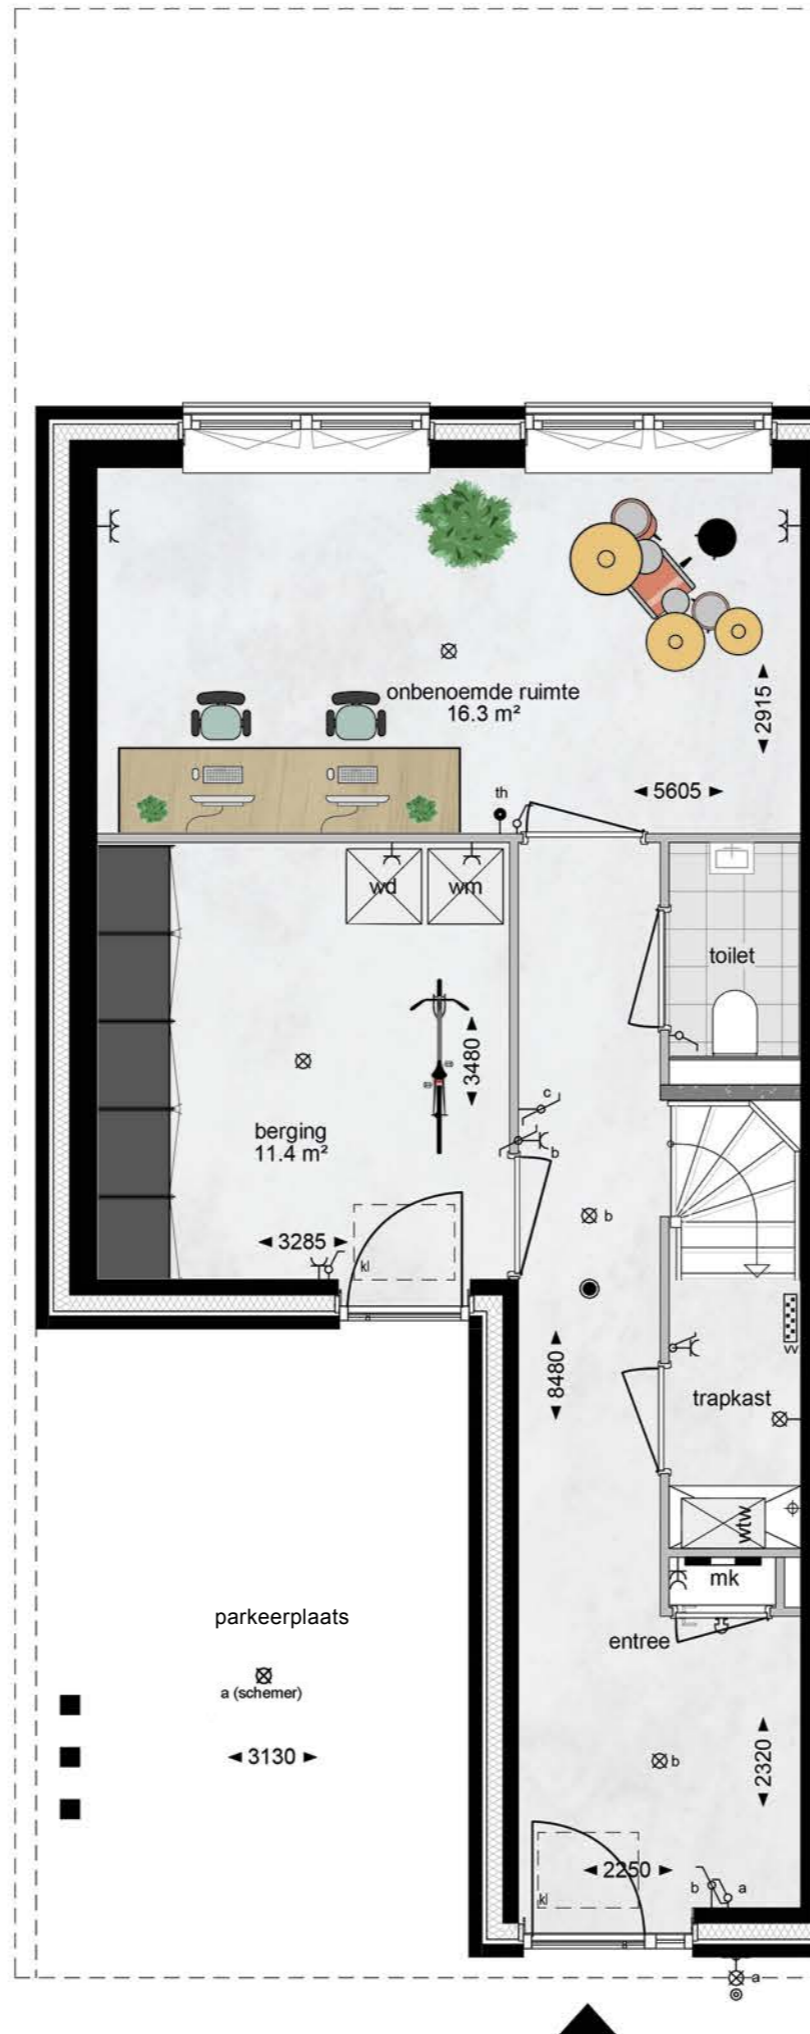 onbenoemde ruimte
16.3 m²
2915
5605
th
wd
wm
toilet
3480
c
b
berging
11.4 m²
3285
kl
b
8480
vv
trapkast
wtw
mk
parkeerplaats
entree
a (schemer)
3130
b
2320
2250
kl
b
a
a